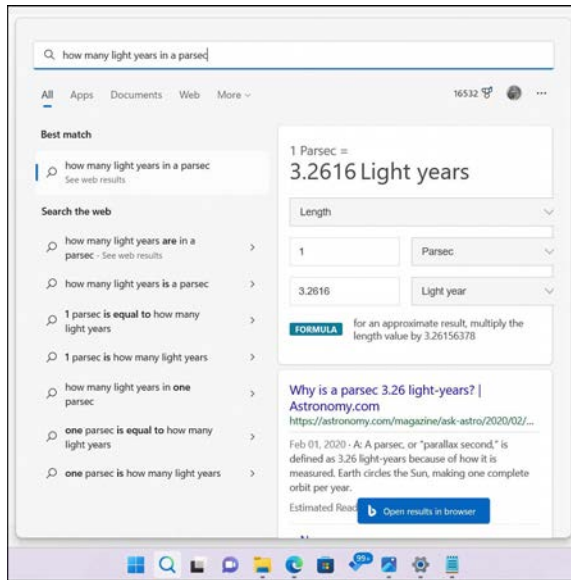 how many light years in a parsec
All Apps Documents Web More
16532
Best match
how many light years in a parsec
See web results
Search the web
how many light years are in a
parsec - See web results
how many light years is a parsec
1 parsec is equal to how many
light years
1 parsec is how many light years
how many light years in one
parsec
one parsec is equal to how many
light years
one parsec is how many light years
1 Parsec =
3.2616 Light years
Length
1 Parsec
3.2616 Light year
FORMULA for an approximate result, multiply the
length value by 3.26156378
Why is a parsec 3.26 light-years? |
Astronomy.com
https://astronomy.com/magazine/ask-astro/2020/02/...
Feb 01, 2020 · A: A parsec, or "parallax second," is
defined as 3.26 light-years because of how it is
measured. Earth circles the Sun, making one complete
orbit per year.
Estimated Read
Open results in browser
99+